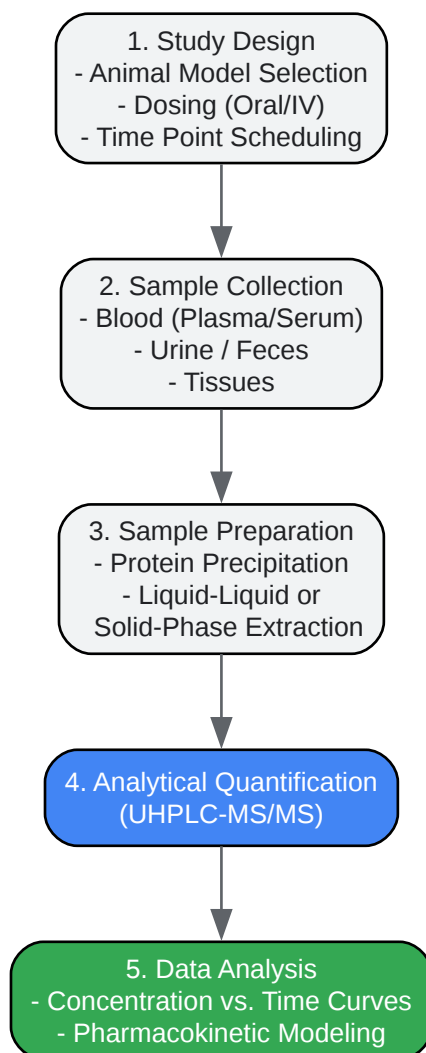 1. Study Design
- Animal Model Selection
- Dosing (Oral/IV)
- Time Point Scheduling
2. Sample Collection
- Blood (Plasma/Serum)
- Urine / Feces
- Tissues
3. Sample Preparation
- Protein Precipitation
- Liquid-Liquid or
Solid-Phase Extraction
4. Analytical Quantification
(UHPLC-MS/MS)
5. Data Analysis
- Concentration vs. Time Curves
- Pharmacokinetic Modeling